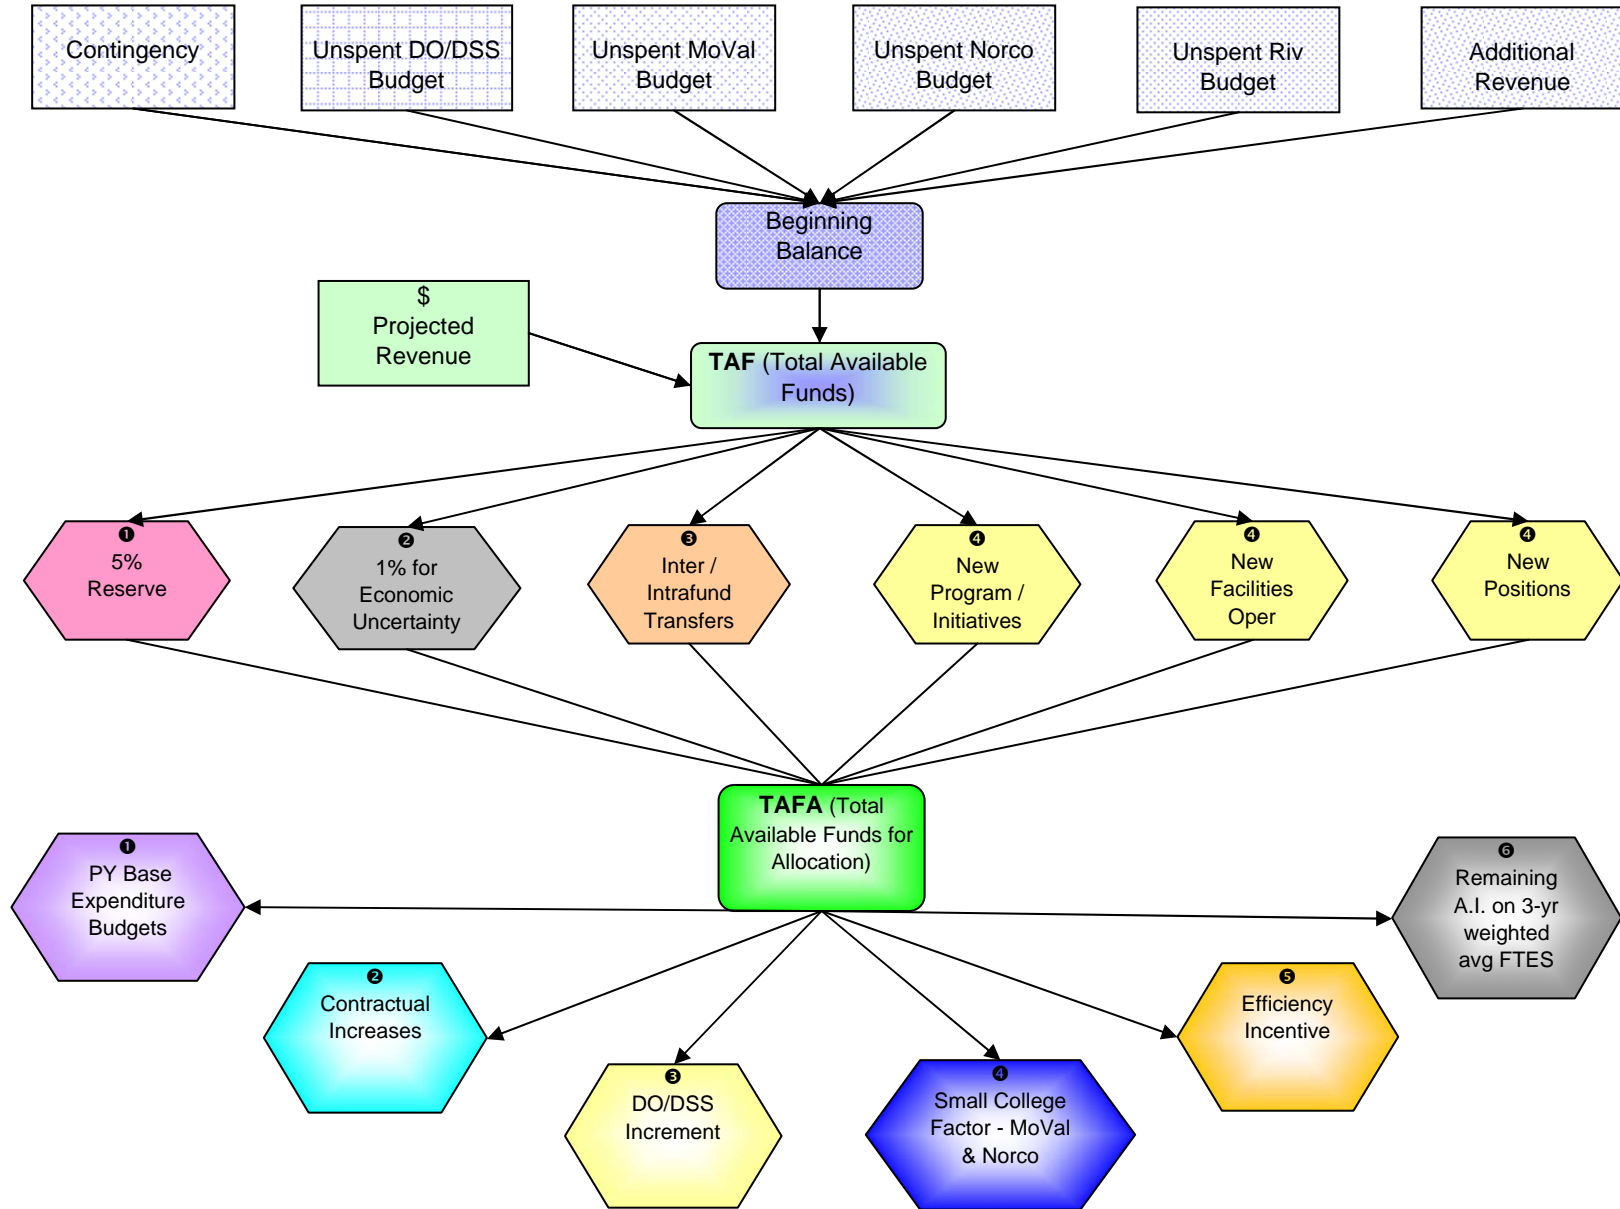 Contingency
Unspent DO/DSS
Budget
Unspent MoVal
Budget
Unspent Norco
Budget
Unspent Riv
Budget
Additional
Revenue
Beginning
Balance
$
Projected
Revenue
TAF (Total Available
Funds)
❶
5%
Reserve
❷
1% for
Economic
Uncertainty
❸
Inter /
Intrafund
Transfers
❹
New
Program /
Initiatives
❹
New
Facilities
Oper
❹
New
Positions
TAFA (Total
Available Funds for
Allocation)
❶
PY Base
Expenditure
Budgets
❷
Contractual
Increases
❸
DO/DSS
Increment
❹
Small College
Factor - MoVal
& Norco
❺
Efficiency
Incentive
❻
Remaining
A.I. on 3-yr
weighted
avg FTES